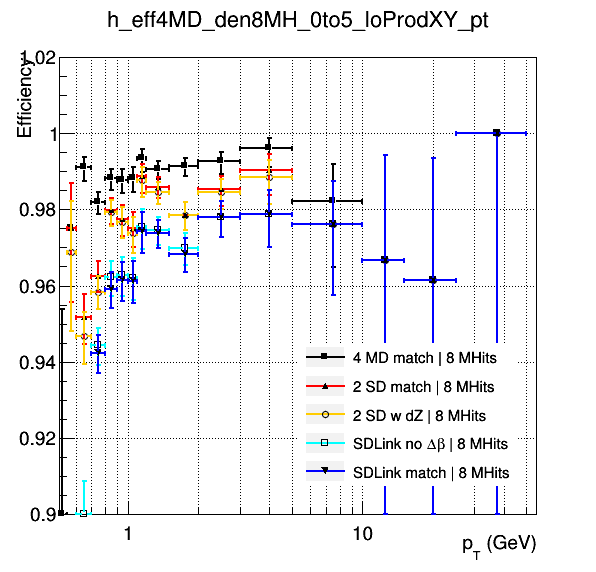 h_eff4MD_den8MH_0to5_loProdXY_pt
Efficiency
1.02
1
0.98
0.96
0.94
0.92
0.9
4 MD match | 8 MHits
2 SD match | 8 MHits
2 SD w dZ | 8 MHits
SDLink no Δβ | 8 MHits
SDLink match | 8 MHits
1
10
p_T (GeV)